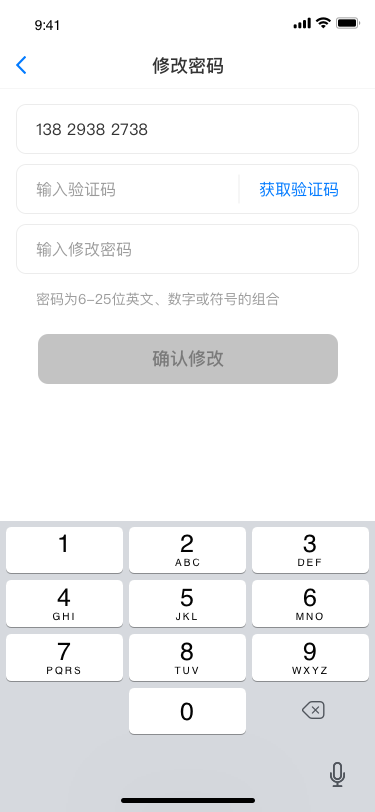 9:41
修改密码
138 2938 2738
输入验证码
获取验证码
输入修改密码
密码为6-25位英文、数字或符号的组合
确认修改
1
2
ABC
3
DEF
4
GHI
5
JKL
6
MNO
7
PQRS
8
TUV
9
WXYZ
0